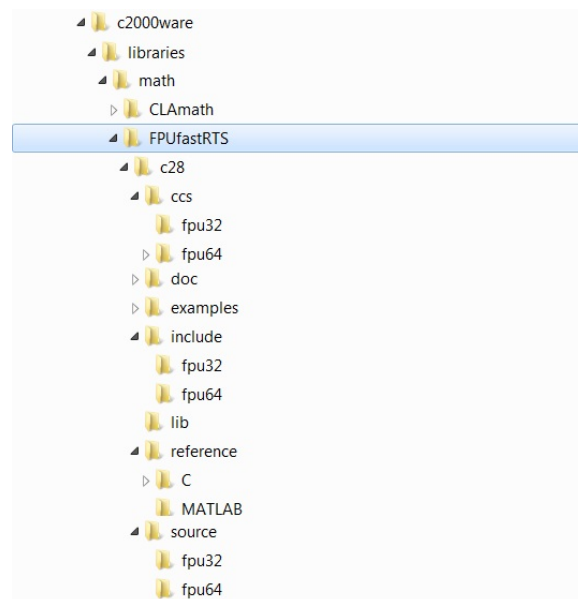 c2000ware
libraries
math
CLAmath
FPUfastRTS
c28
ccs
fpu32
fpu64
doc
examples
include
fpu32
fpu64
lib
reference
C
MATLAB
source
fpu32
fpu64